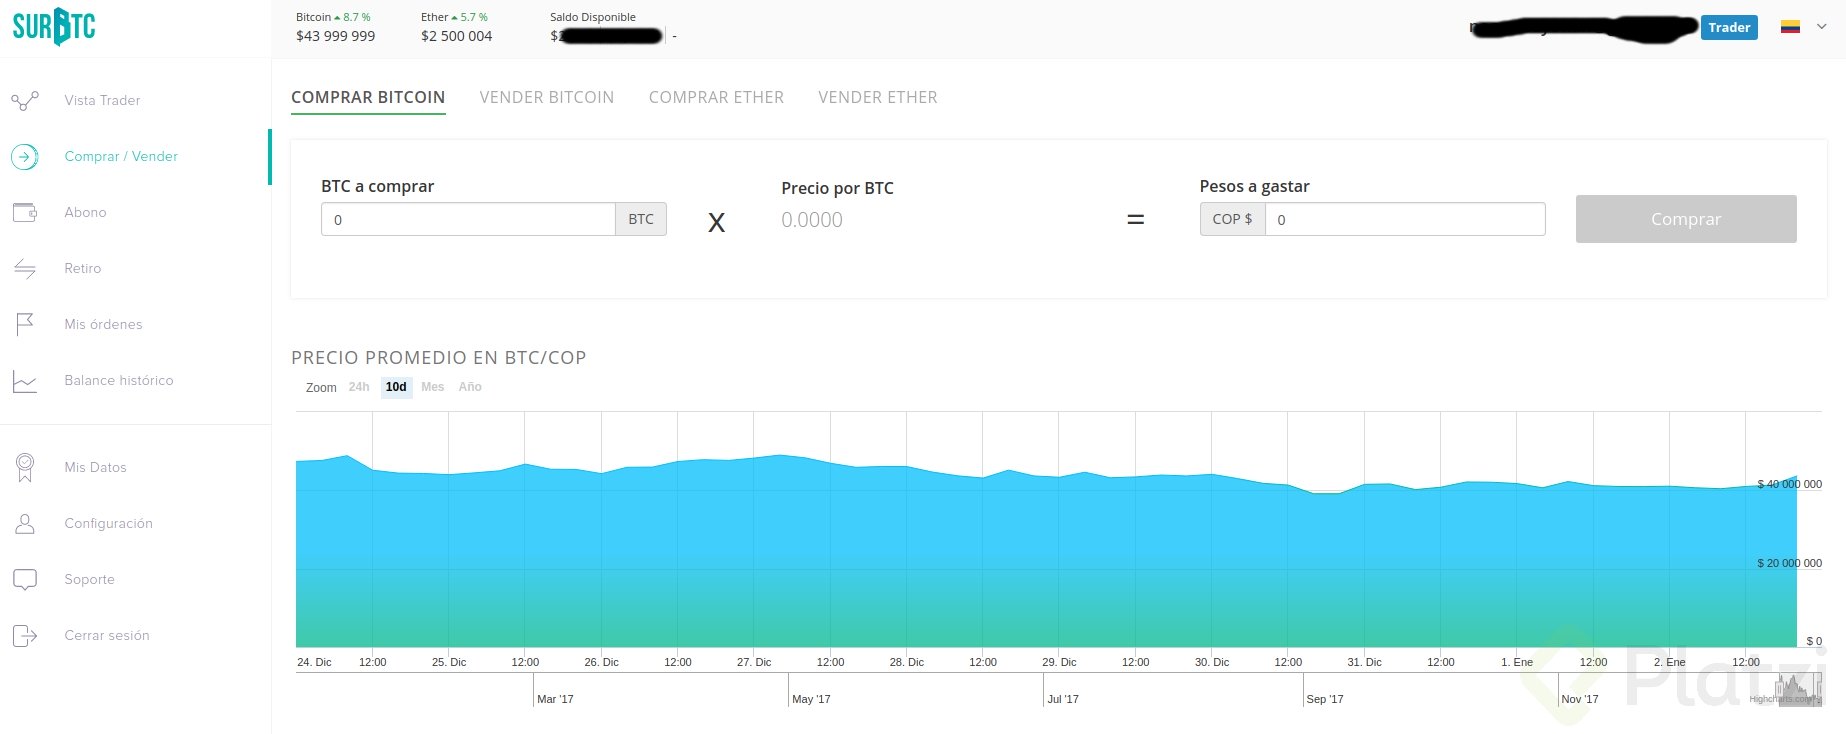 SURBTC
Bitcoin 8.7 % Ether 5.7 % Saldo Disponible
$43 999 999 $2 500 004 $ -
Trader
Vista Trader
Comprar / Vender
Abono
Retiro
Mis órdenes
Balance histórico
Mis Datos
Configuración
Soporte
Cerrar sesión
COMPRAR BITCOIN VENDER BITCOIN COMPRAR ETHER VENDER ETHER
BTC a comprar Precio por BTC Pesos a gastar
0 BTC X 0.0000 = COP $ 0 Comprar
PRECIO PROMEDIO EN BTC/COP
Zoom 24h 10d Mes Año
$ 40 000 000
$ 20 000 000
$ 0
24. Dic 12:00 25. Dic 12:00 26. Dic 12:00 27. Dic 12:00 28. Dic 12:00 29. Dic 12:00 30. Dic 12:00 31. Dic 12:00 1. Ene 12:00 2. Ene 12:00
Mar '17 May '17 Jul '17 Sep '17 Nov '17
Highcharts.com
Platzi